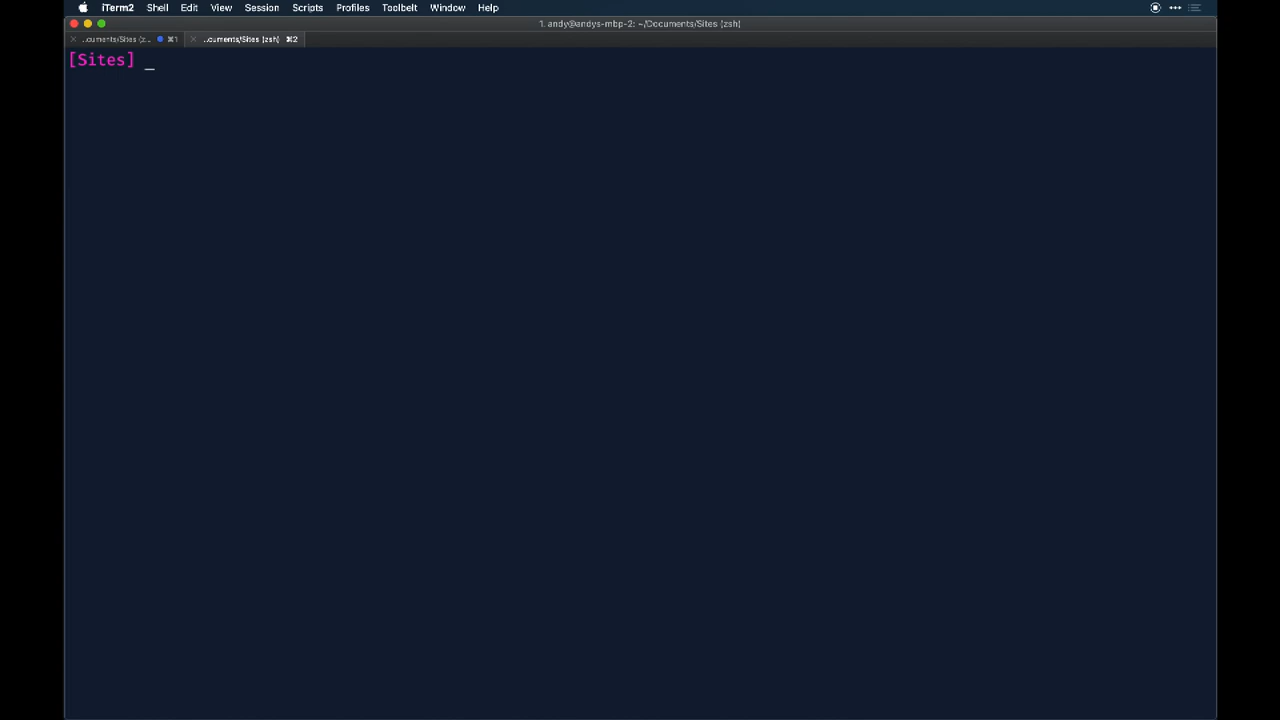 iTerm2 Shell Edit View Session Scripts Profiles Toolbelt Window Help
1. andy@andys-mbp-2: ~/Documents/Sites (zsh)
..cuments/Sites (z... ⌘1 ..cuments/Sites (zsh) ⌘2
[Sites] _